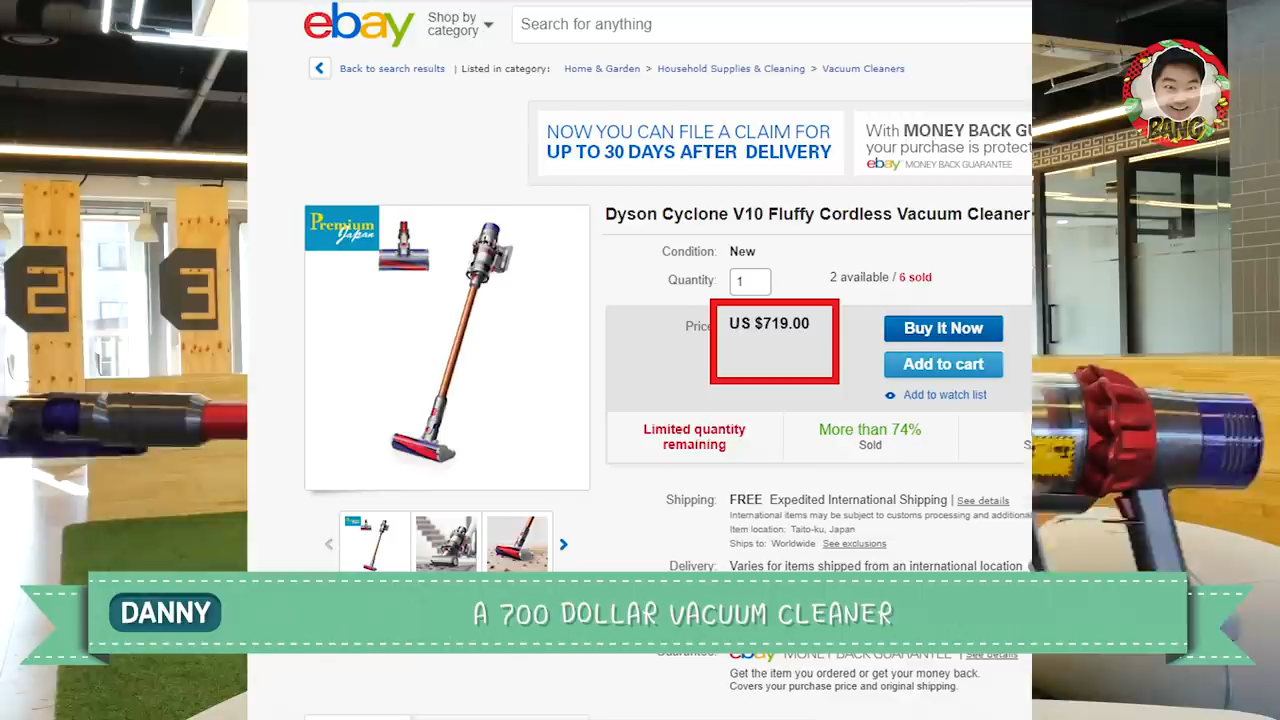 ebay
Shop by
category
Search for anything
Back to search results | Listed in category: Home & Garden > Household Supplies & Cleaning > Vacuum Cleaners
NOW YOU CAN FILE A CLAIM FOR
UP TO 30 DAYS AFTER DELIVERY
With MONEY BACK GU
your purchase is protec
ebay MONEY BACK GUARANTEE
BANG
Premium
Japan
Dyson Cyclone V10 Fluffy Cordless Vacuum Cleaner
Condition: New
Quantity: 1
2 available / 6 sold
Price
US $719.00
Buy It Now
Add to cart
Add to watch list
Limited quantity
remaining
More than 74%
Sold
2
3
Shipping: FREE Expedited International Shipping | See details
International items may be subject to customs processing and additiona
Item location: Taito-ku, Japan
Ships to: Worldwide See exclusions
Delivery: Varies for items shipped from an international location
DANNY
A 700 DOLLAR VACUUM CLEANER
ebay MONEY BACK GUARANTEE | See details
Get the item you ordered or get your money back.
Covers your purchase price and original shipping.